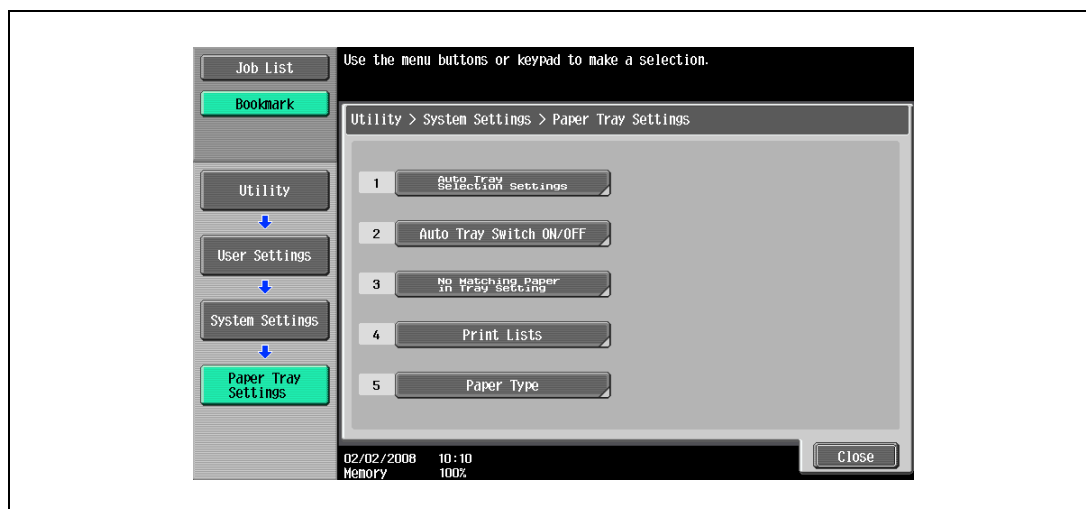 Job List
Bookmark
Use the menu buttons or keypad to make a selection.
Utility > System Settings > Paper Tray Settings
Utility
User Settings
System Settings
Paper Tray
Settings
1
Auto Tray
Selection Settings
2
Auto Tray Switch ON/OFF
3
No Matching Paper
in Tray Setting
4
Print Lists
5
Paper Type
02/02/2008 10:10
Memory 100%
Close